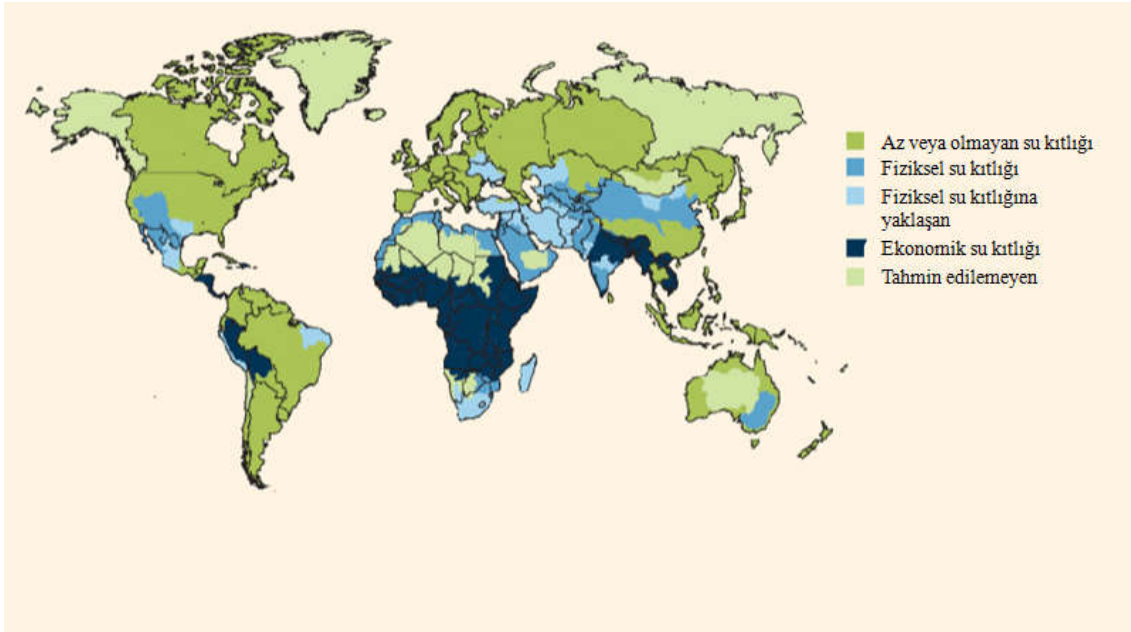 Az veya olmayan su kıtlığı
Fiziksel su kıtlığı
Fiziksel su kıtlığına
yaklaşan
Ekonomik su kıtlığı
Tahmin edilemeyen